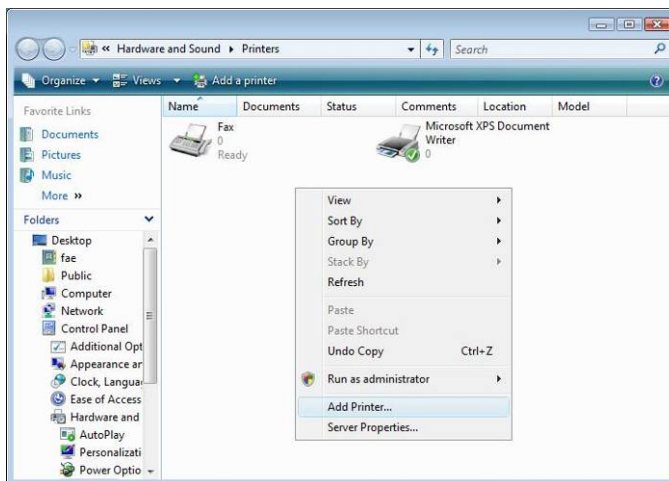 « Hardware and Sound ▸ Printers
Search
Organize Views Add a printer
Favorite Links
Documents
Pictures
Music
More »
Folders
Desktop
fae
Public
Computer
Network
Control Panel
Additional Opt
Appearance an
Clock, Languag
Ease of Access
Hardware and
AutoPlay
Personalizati
Power Optio
Name Documents Status Comments Location Model
Fax
0
Ready
Microsoft XPS Document
Writer
0
View
Sort By
Group By
Stack By
Refresh
Paste
Paste Shortcut
Undo Copy Ctrl+Z
Run as administrator
Add Printer...
Server Properties...